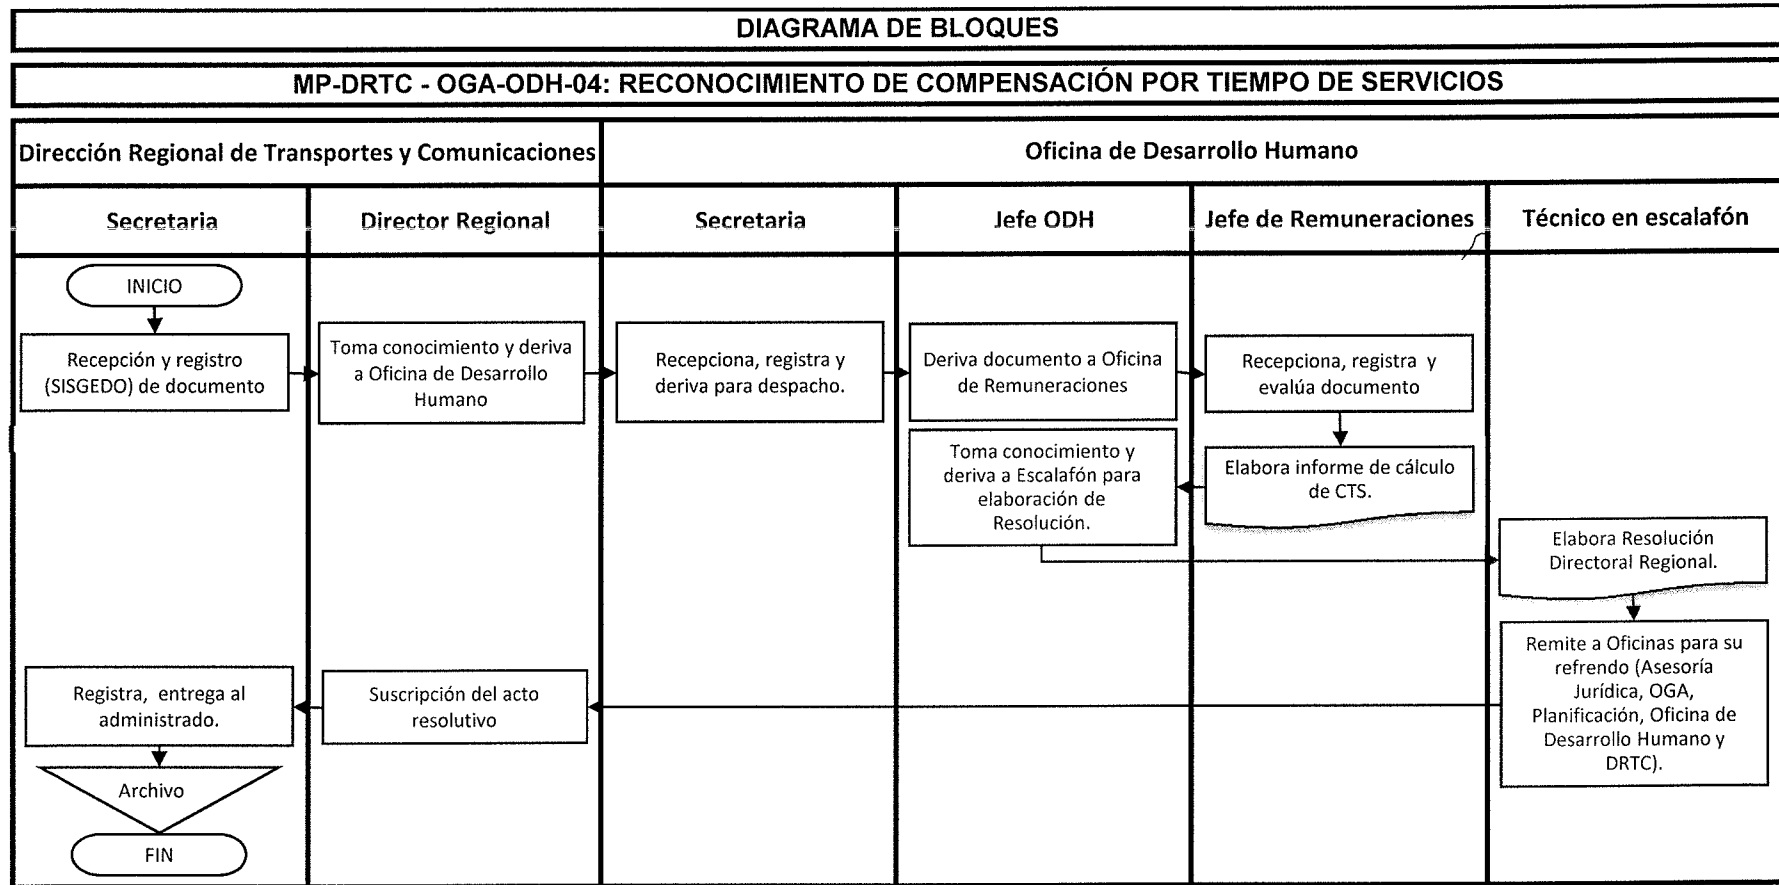 DIAGRAMA DE BLOQUES
MP-DRTC - OGA-ODH-04: RECONOCIMIENTO DE COMPENSACIÓN POR TIEMPO DE SERVICIOS
Dirección Regional de Transportes y Comunicaciones
Oficina de Desarrollo Humano
Secretaria
Director Regional
Secretaria
Jefe ODH
Jefe de Remuneraciones
Técnico en escalafón
INICIO
Recepción y registro
(SISGEDO) de documento
Toma conocimiento y deriva
a Oficina de Desarrollo
Humano
Recepciona, registra y
deriva para despacho.
Deriva documento a Oficina
de Remuneraciones
Recepciona, registra y
evalúa documento
Elabora informe de cálculo
de CTS.
Toma conocimiento y
deriva a Escalafón para
elaboración de
Resolución.
Elabora Resolución
Directoral Regional.
Remite a Oficinas para su
refrendo (Asesoría
Jurídica, OGA,
Planificación, Oficina de
Desarrollo Humano y
DRTC).
Suscripción del acto
resolutivo
Registra, entrega al
administrado.
Archivo
FIN